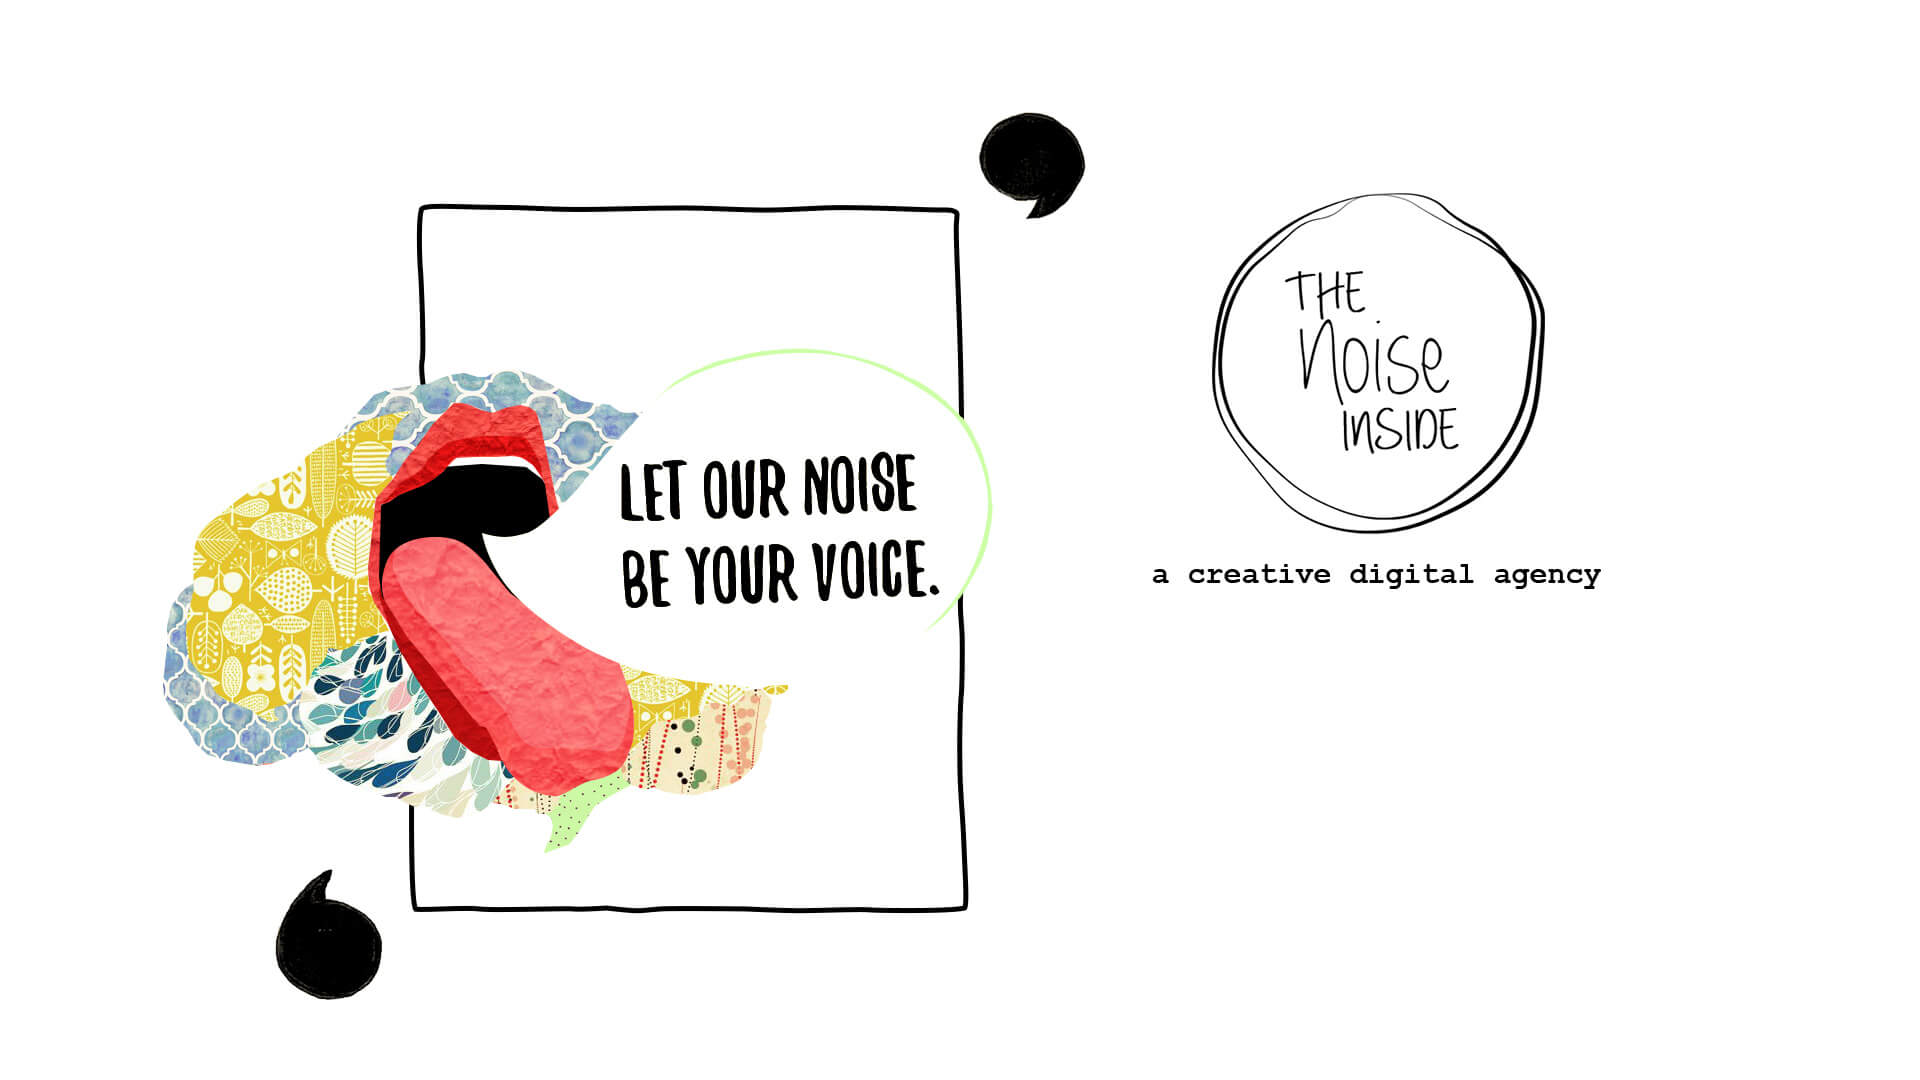 LET OUR NOISE
BE YOUR VOICE.
THE
Noise
INSIDE
a creative digital agency